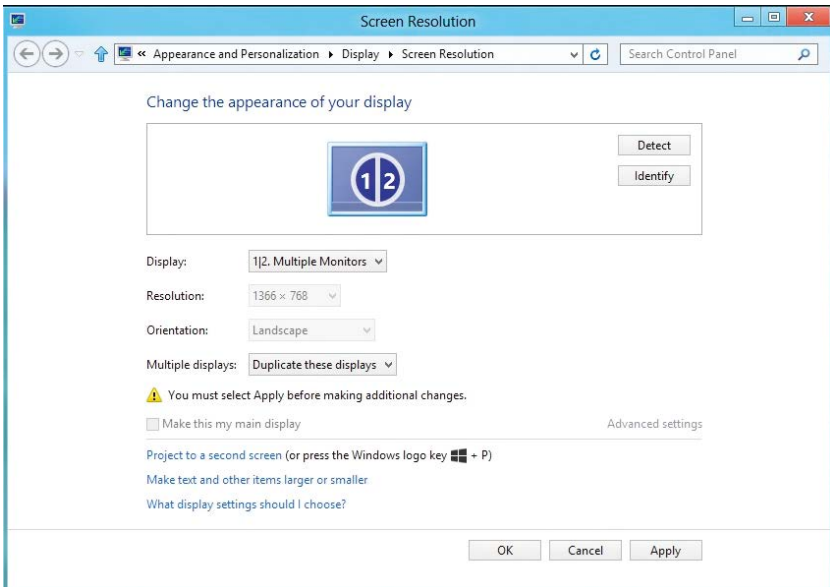 Screen Resolution
« Appearance and Personalization Display Screen Resolution Search Control Panel
Change the appearance of your display
1 2
Detect
Identify
Display: 1|2. Multiple Monitors
Resolution: 1366 × 768
Orientation: Landscape
Multiple displays: Duplicate these displays
You must select Apply before making additional changes.
Make this my main display Advanced settings
Project to a second screen (or press the Windows logo key + P)
Make text and other items larger or smaller
What display settings should I choose?
OK Cancel Apply